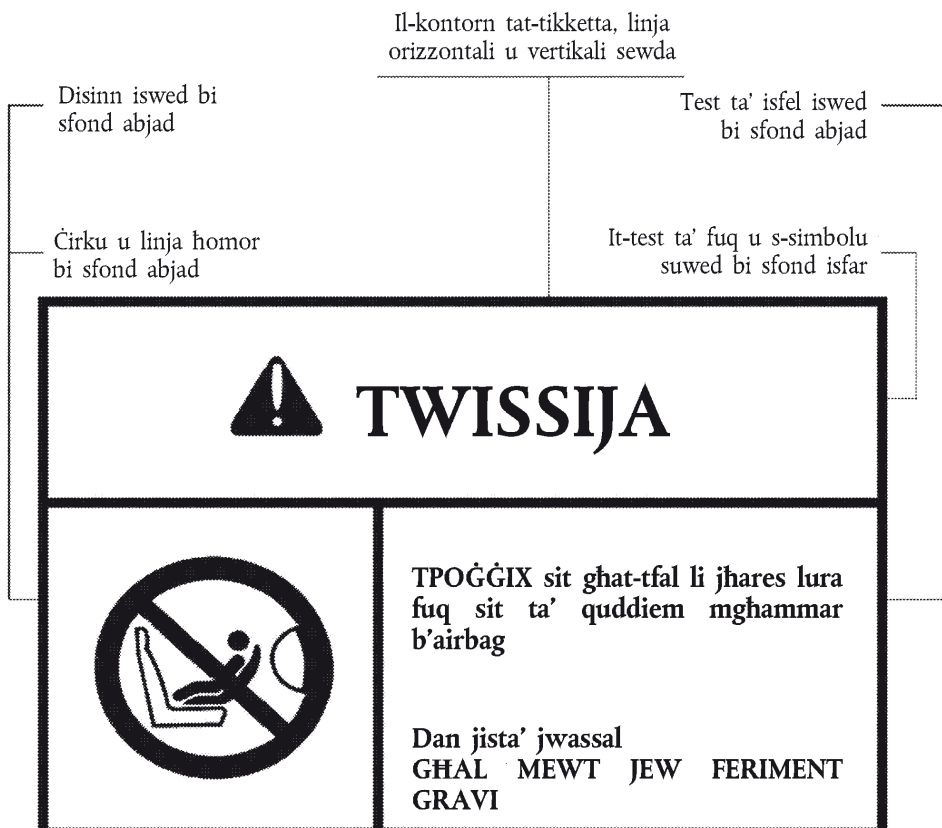 Il-kontorn tat-tikketta, linja
orizzontali u vertikali sewda
Disinn iswed bi
sfond abjad
Test ta’ isfel iswed
bi sfond abjad
Ċirku u linja ħomor
bi sfond abjad
It-test ta’ fuq u s-simbolu
suwed bi sfond isfar
TWISSIJA
TPOĠĠIX sit għat-tfal li jħares lura
fuq sit ta’ quddiem mgħammar
b’airbag
Dan jista’ jwassal
GĦAL MEWT JEW FERIMENT
GRAVI